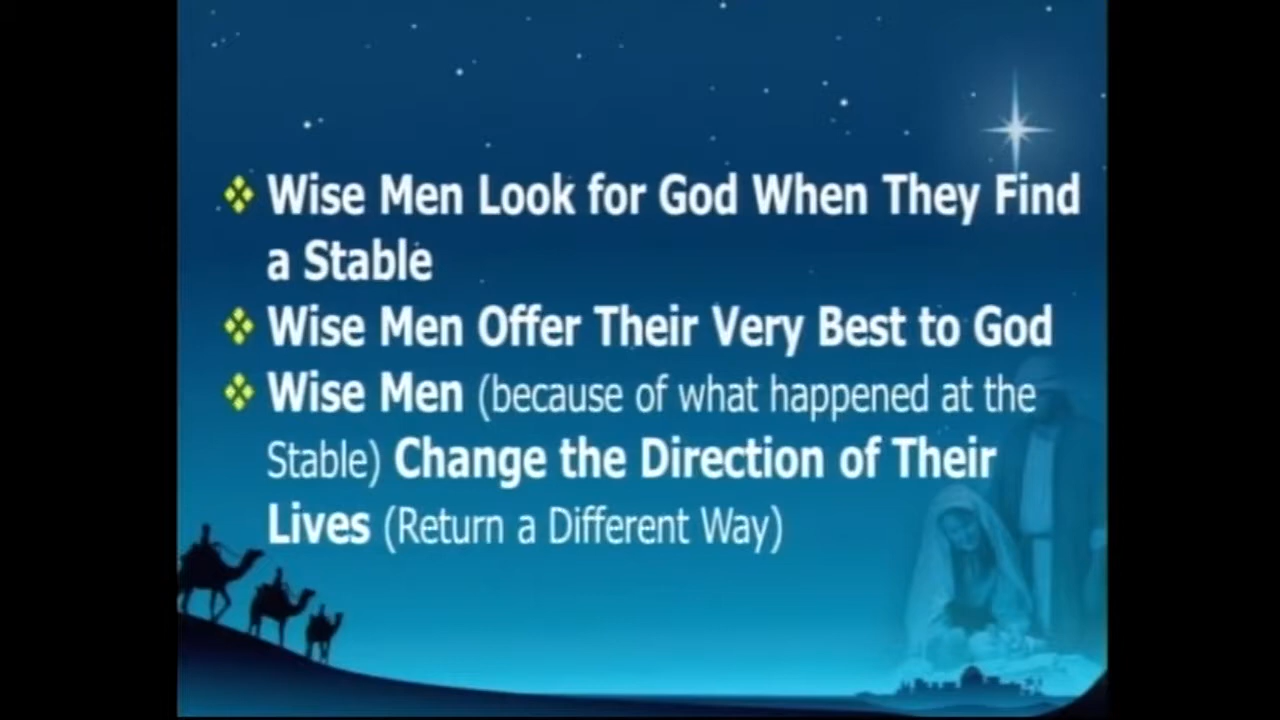 Wise Men Look for God When They Find
a Stable
Wise Men Offer Their Very Best to God
Wise Men (because of what happened at the
Stable) Change the Direction of Their
Lives (Return a Different Way)